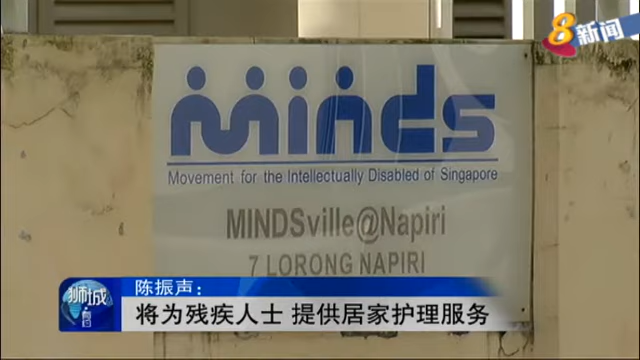 8新闻
minds
Movement for the Intellectually Disabled of Singapore
MINDSville@Napiri
7 LORONG NAPIRI
狮城
陈振声：
将为残疾人士 提供居家护理服务